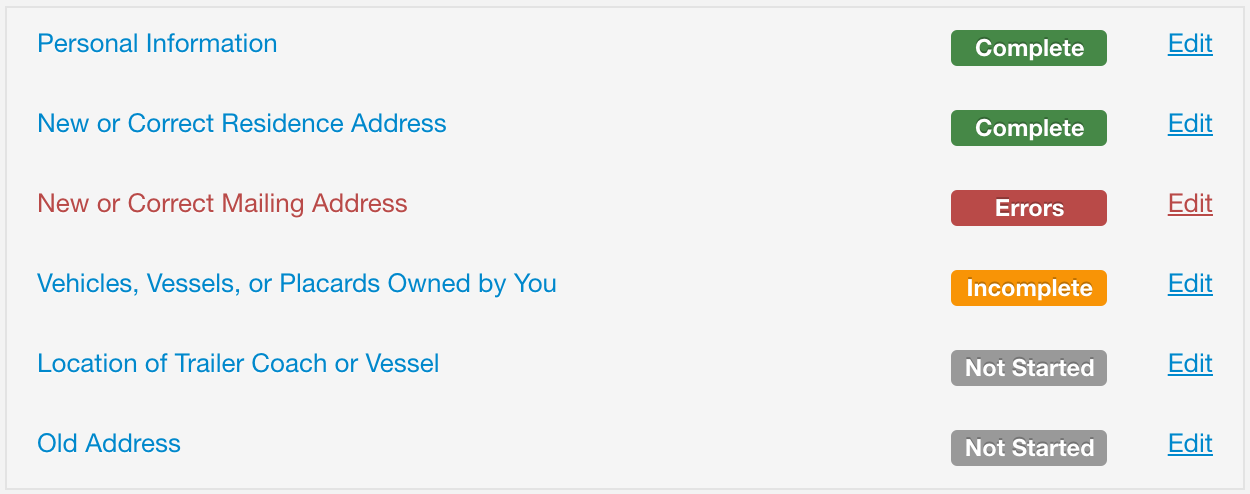 Personal Information Complete Edit
New or Correct Residence Address Complete Edit
New or Correct Mailing Address Errors Edit
Vehicles, Vessels, or Placards Owned by You Incomplete Edit
Location of Trailer Coach or Vessel Not Started Edit
Old Address Not Started Edit